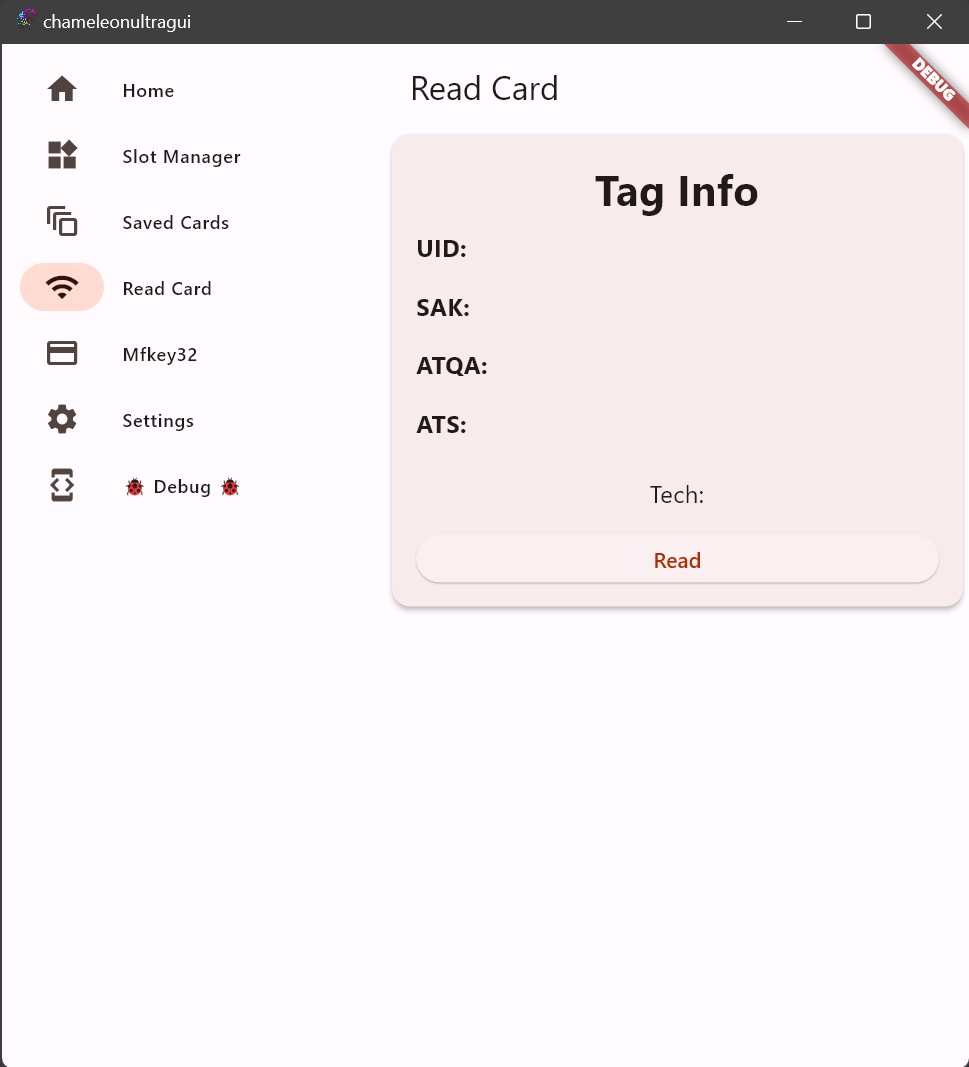 chameleonultragui
Home
Slot Manager
Saved Cards
Read Card
Mfkey32
Settings
🐞 Debug 🐞
Read Card
DEBUG
Tag Info
UID:
SAK:
ATQA:
ATS:
Tech:
Read